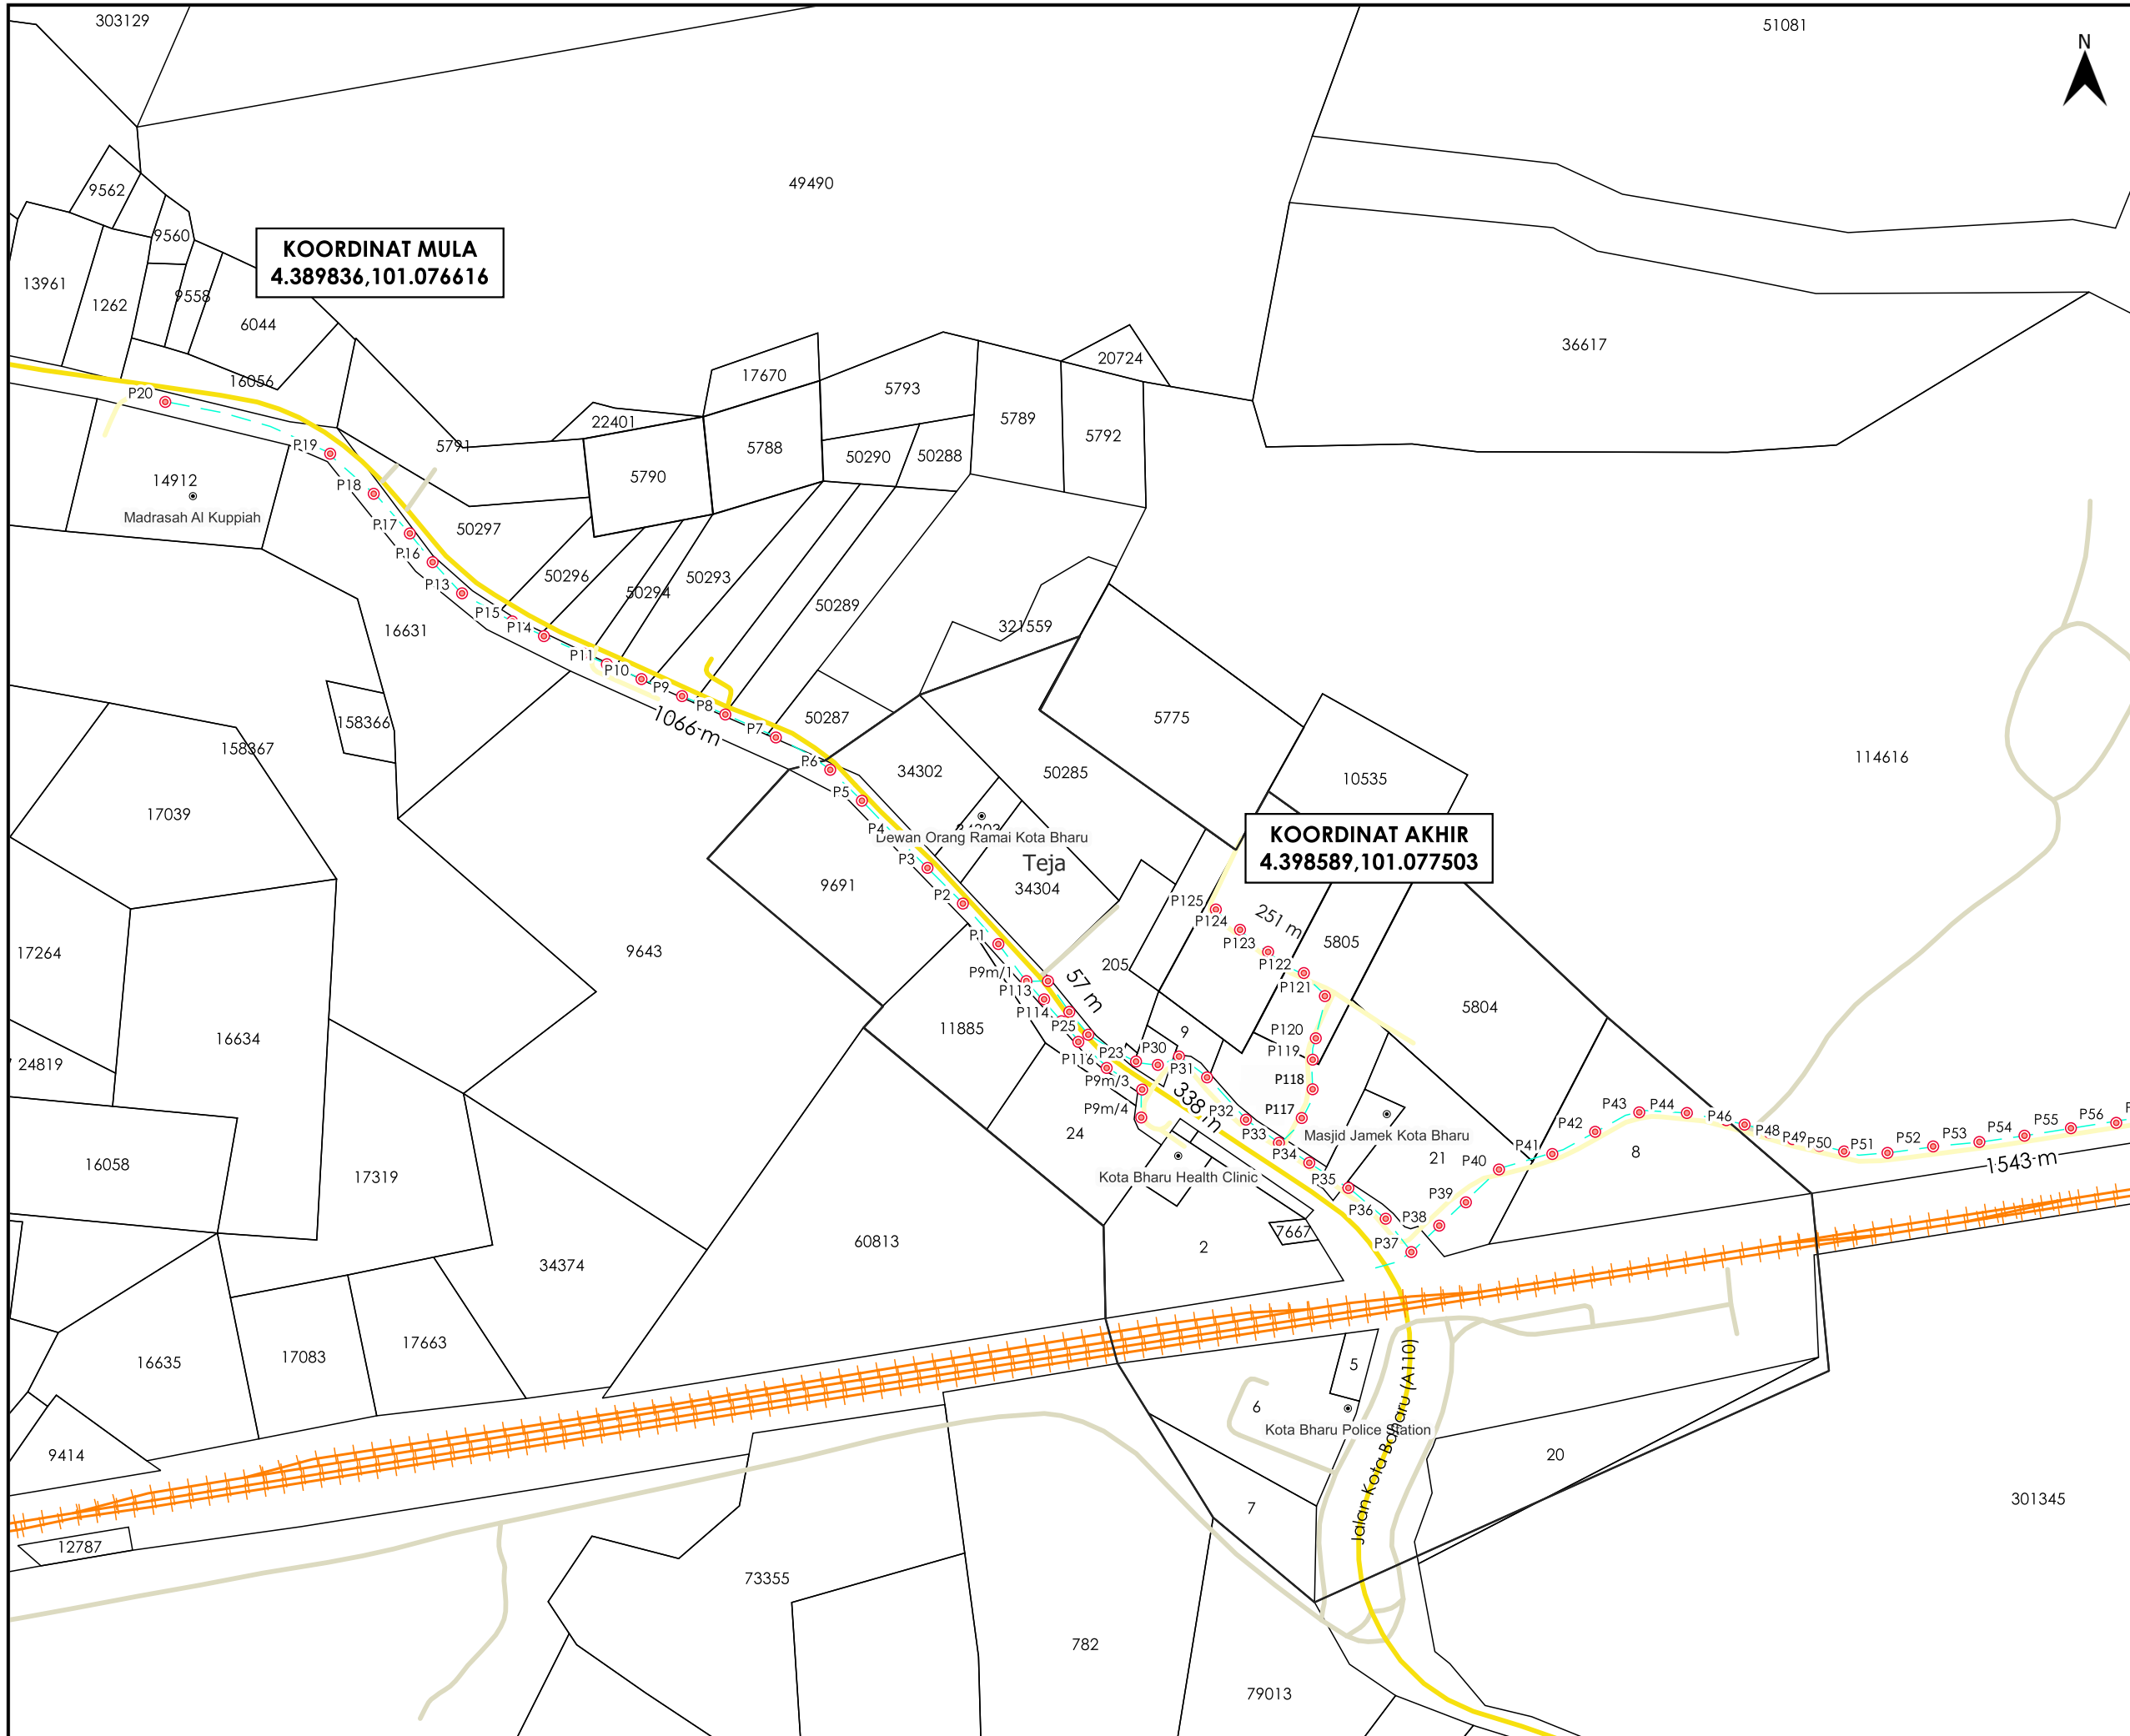 303129
51081
N
49490
9562
9560
KOORDINAT MULA
4.389836,101.076616
13961
1262
9558
6044
36617
20724
17670
5793
16056
P20
5789
22401
5792
5791
P19
5788
50290
50288
5790
14912
P18
Madrasah Al Kuppiah
P17
50297
P16
50296
50293
P13
50294
50289
P15
P14
321559
16631
P11
P10
P9
P8
158366
1066 m
50287
5775
P7
158367
114616
P6
34302
50285
10535
P5
17039
P4
Dewan Orang Ramai Kota Bharu
KOORDINAT AKHIR
4.398589,101.077503
P3
Teja
9691
34304
P2
P125
P124
251 m
P1
P123
5805
17264
9643
205
P122
P9m/1
57 m
P121
P113
P114
5804
11885
P25
9
P120
16634
P23
P30
P119
24819
P116
P31
P9m/3
P118
338 m
P9m/4
P32
P117
P43
P44
P46
P42
P55
P56
24
P33
Masjid Jamek Kota Bharu
P48
P49
P50
P51
P52
P53
P54
P34
21
P41
8
16058
17319
Kota Bharu Health Clinic
P40
1543 m
P35
P39
P36
P38
60813
2
7667
P37
34374
16635
17083
17663
5
6
Jalan Kota Baharu (A110)
Kota Bharu Police Station
9414
20
301345
7
12787
73355
782
79013